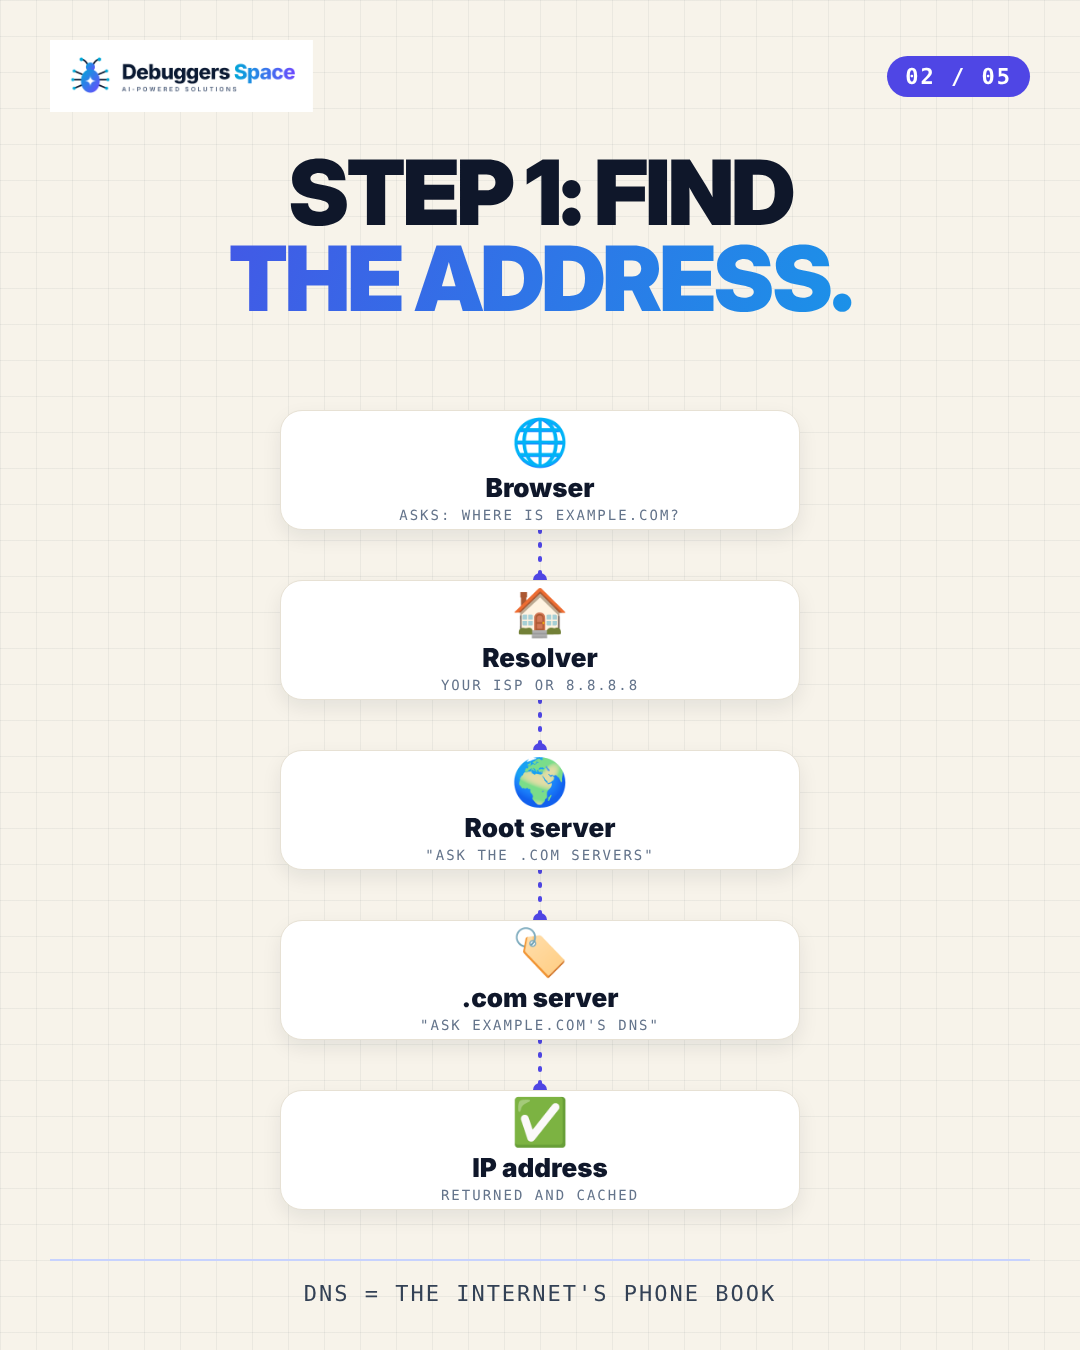 Debuggers Space
AI-POWERED SOLUTIONS
02 / 05
STEP 1: FIND
THE ADDRESS.
Browser
ASKS: WHERE IS EXAMPLE.COM?
Resolver
YOUR ISP OR 8.8.8.8
Root server
"ASK THE .COM SERVERS"
.com server
"ASK EXAMPLE.COM'S DNS"
IP address
RETURNED AND CACHED
DNS = THE INTERNET'S PHONE BOOK